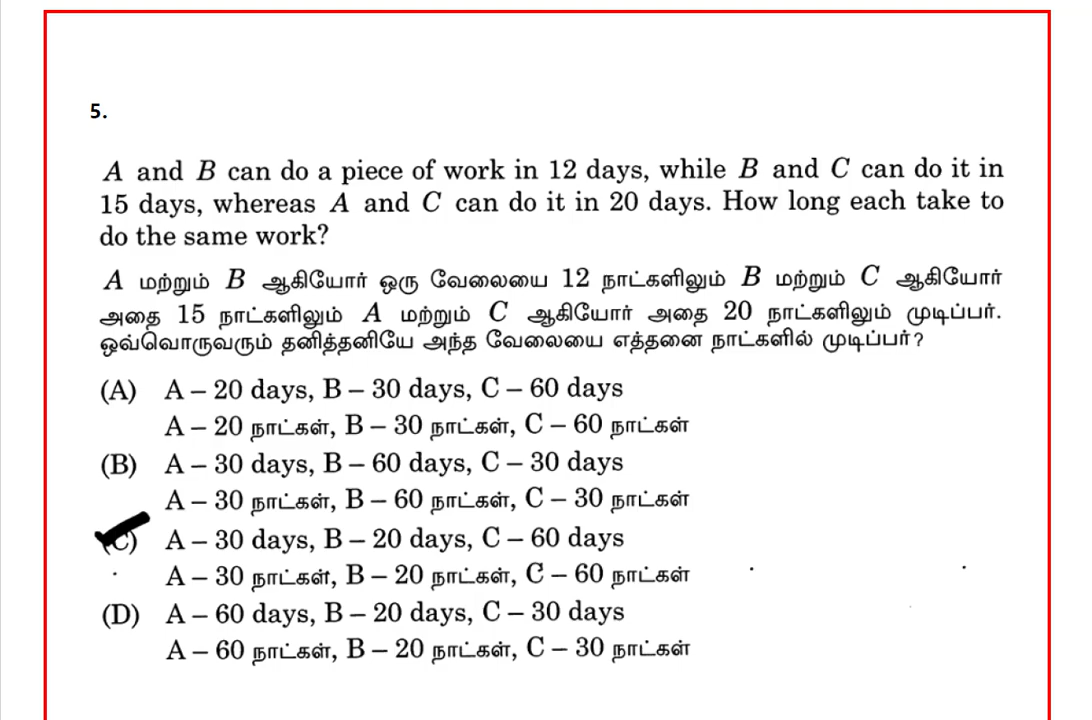 5.
A and B can do a piece of work in 12 days, while B and C can do it in
15 days, whereas A and C can do it in 20 days. How long each take to
do the same work?
A மற்றும் B ஆகியோர் ஒரு வேலையை 12 நாட்களிலும் B மற்றும் C ஆகியோர்
அதை 15 நாட்களிலும் A மற்றும் C ஆகியோர் அதை 20 நாட்களிலும் முடிப்பர்.
ஒவ்வொருவரும் தனித்தனியே அந்த வேலையை எத்தனை நாட்களில் முடிப்பர்?
(A) A – 20 days, B – 30 days, C – 60 days
A – 20 நாட்கள், B – 30 நாட்கள், C – 60 நாட்கள்
(B) A – 30 days, B – 60 days, C – 30 days
A – 30 நாட்கள், B – 60 நாட்கள், C – 30 நாட்கள்
(C) A – 30 days, B – 20 days, C – 60 days
A – 30 நாட்கள், B – 20 நாட்கள், C – 60 நாட்கள்
(D) A – 60 days, B – 20 days, C – 30 days
A – 60 நாட்கள், B – 20 நாட்கள், C – 30 நாட்கள்